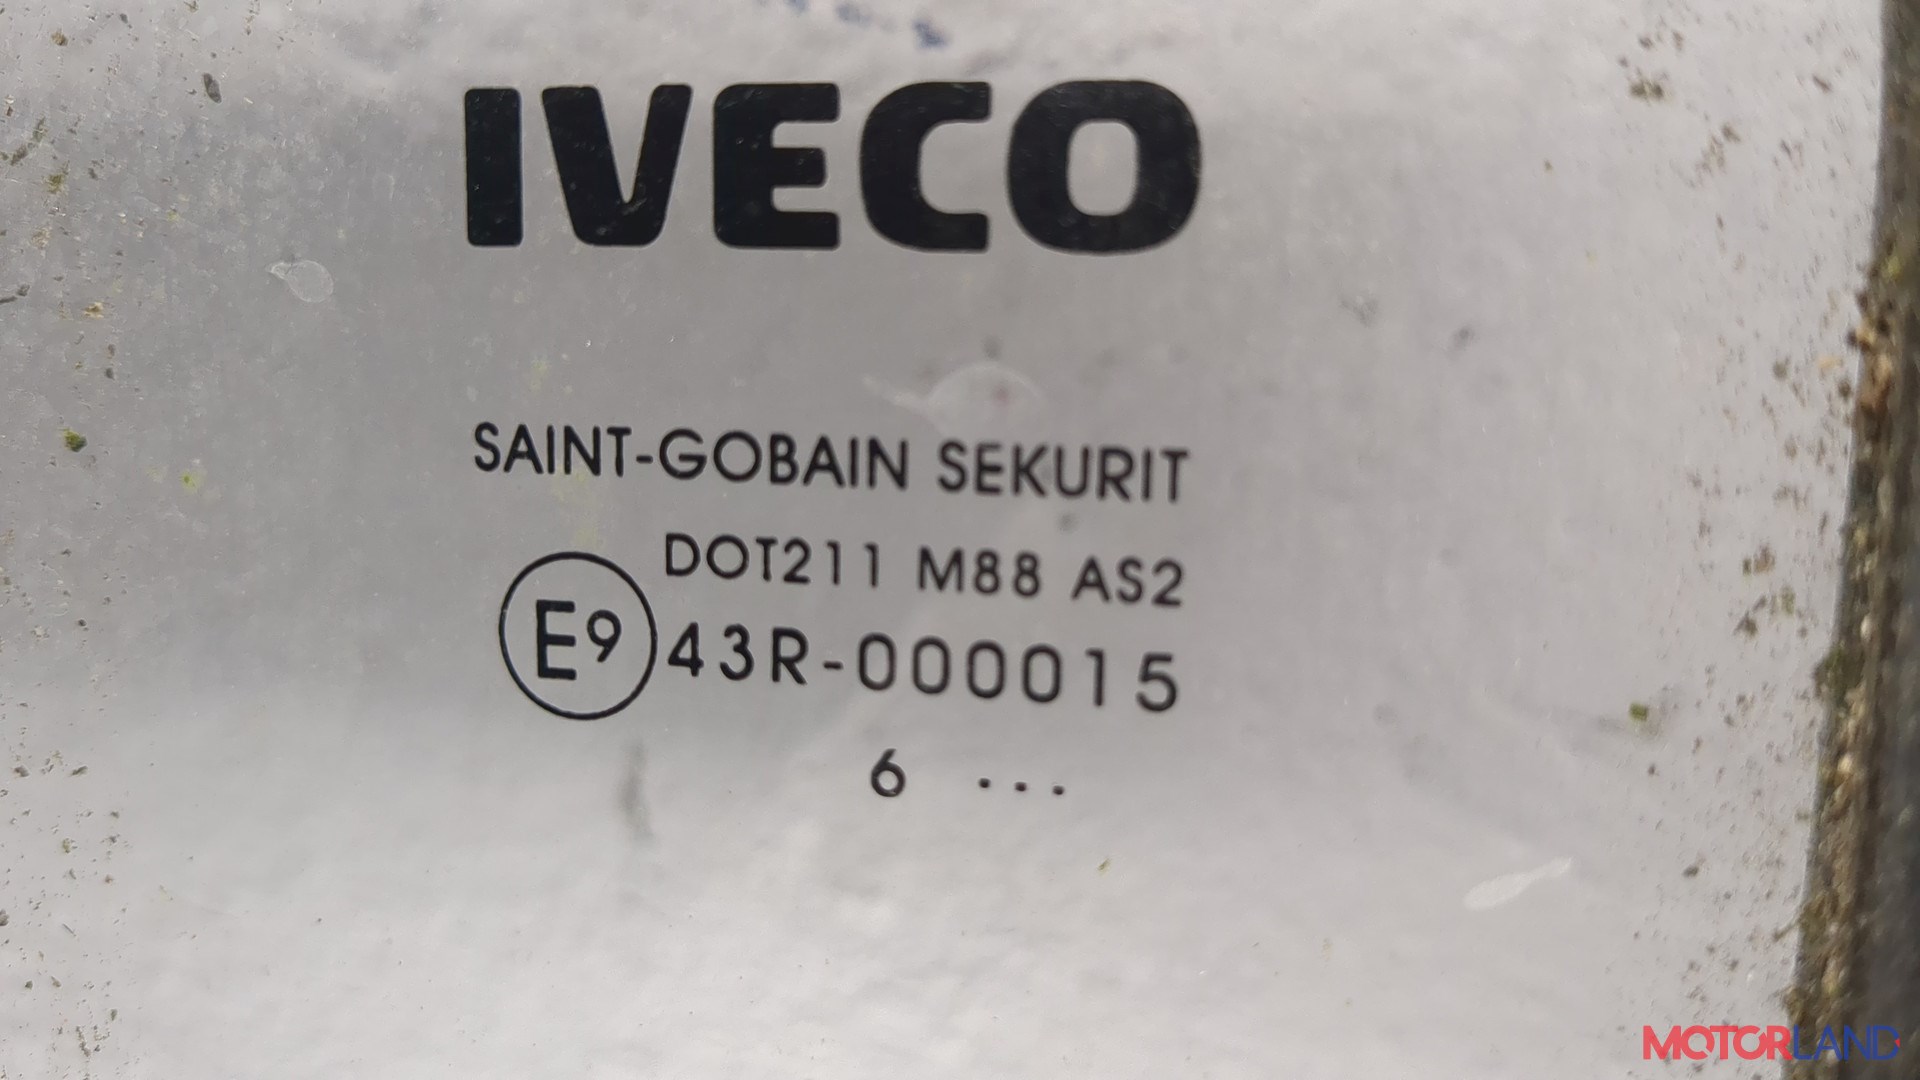 IVECO
SAINT-GOBAIN SEKURIT
DOT211 M88 AS2
E9 43R-000015
6 ...
MOTORLAND